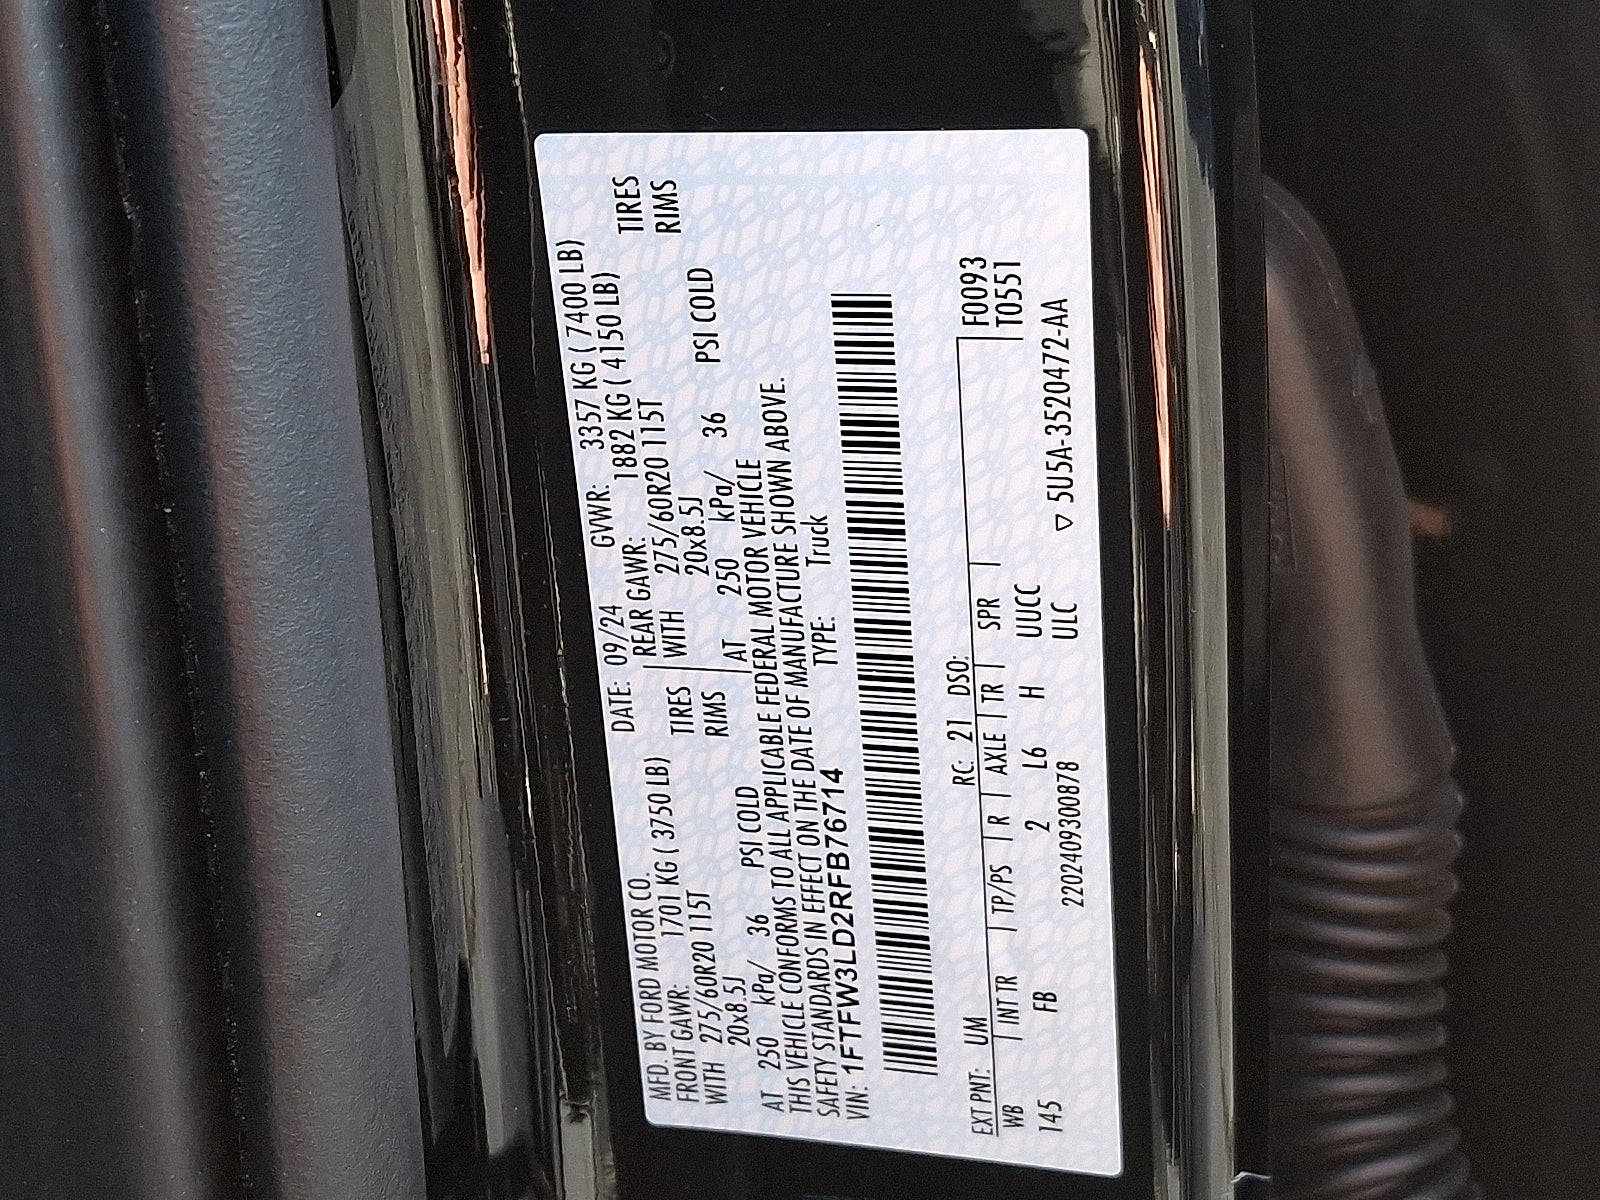 MFD. BY FORD MOTOR CO. DATE: 09/24 GVWR: 3357 KG ( 7400 LB)
FRONT GAWR: 1701 KG ( 3750 LB) REAR GAWR: 1882 KG ( 4150 LB)
WITH 275/60R20 115T TIRES WITH 275/60R20 115T TIRES
20x8.5J RIMS 20x8.5J RIMS
AT 250 kPa/ 36 PSI COLD AT 250 kPa/ 36 PSI COLD
THIS VEHICLE CONFORMS TO ALL APPLICABLE FEDERAL MOTOR VEHICLE
SAFETY STANDARDS IN EFFECT ON THE DATE OF MANUFACTURE SHOWN ABOVE.
VIN: 1FTFW3LD2RFB76714 TYPE: Truck
EXT PNT: UM RC: 21 DSO: F0093
WB INT TR TP/PS R AXLE TR SPR T0551
145 FB 2 L6 H UUCC
2202409300878 ULC ▽ 5U5A-3520472-AA